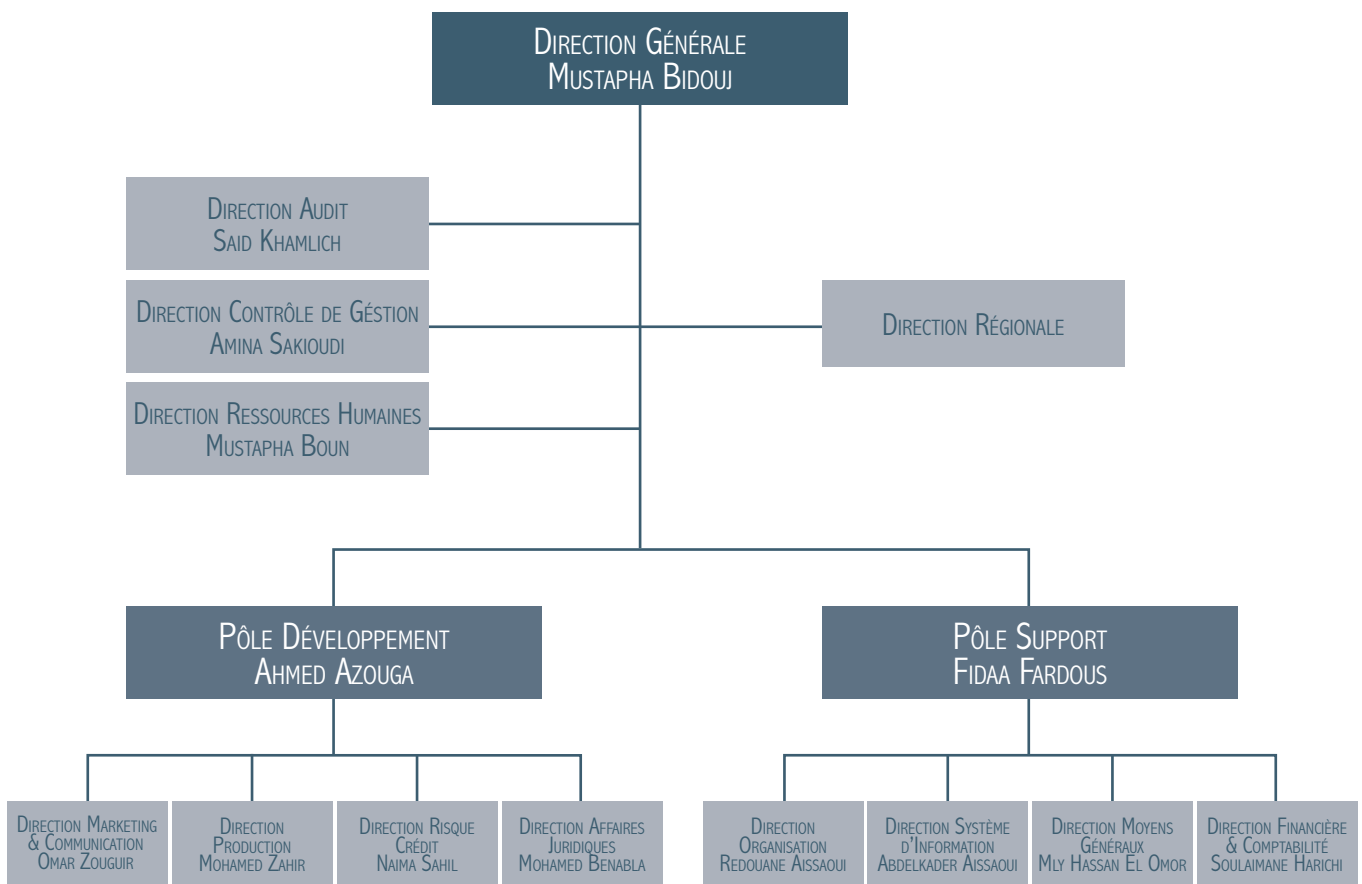 Direction Générale
Mustapha Bidouj
Direction Audit
Said Khamlich
Direction Contrôle de Géstion
Amina Sakioudi
Direction Régionale
Direction Ressources Humaines
Mustapha Boun
Pôle Développement
Ahmed Azouga
Pôle Support
Fidaa Fardous
Direction Marketing
& Communication
Omar Zouguir
Direction
Production
Mohamed Zahir
Direction Risque
Crédit
Naima Sahil
Direction Affaires
Juridiques
Mohamed Benabla
Direction
Organisation
Redouane Aissaoui
Direction Système
d'Information
Abdelkader Aissaoui
Direction Moyens
Généraux
Mly Hassan El Omor
Direction Financière
& Comptabilité
Soulaimane Harichi